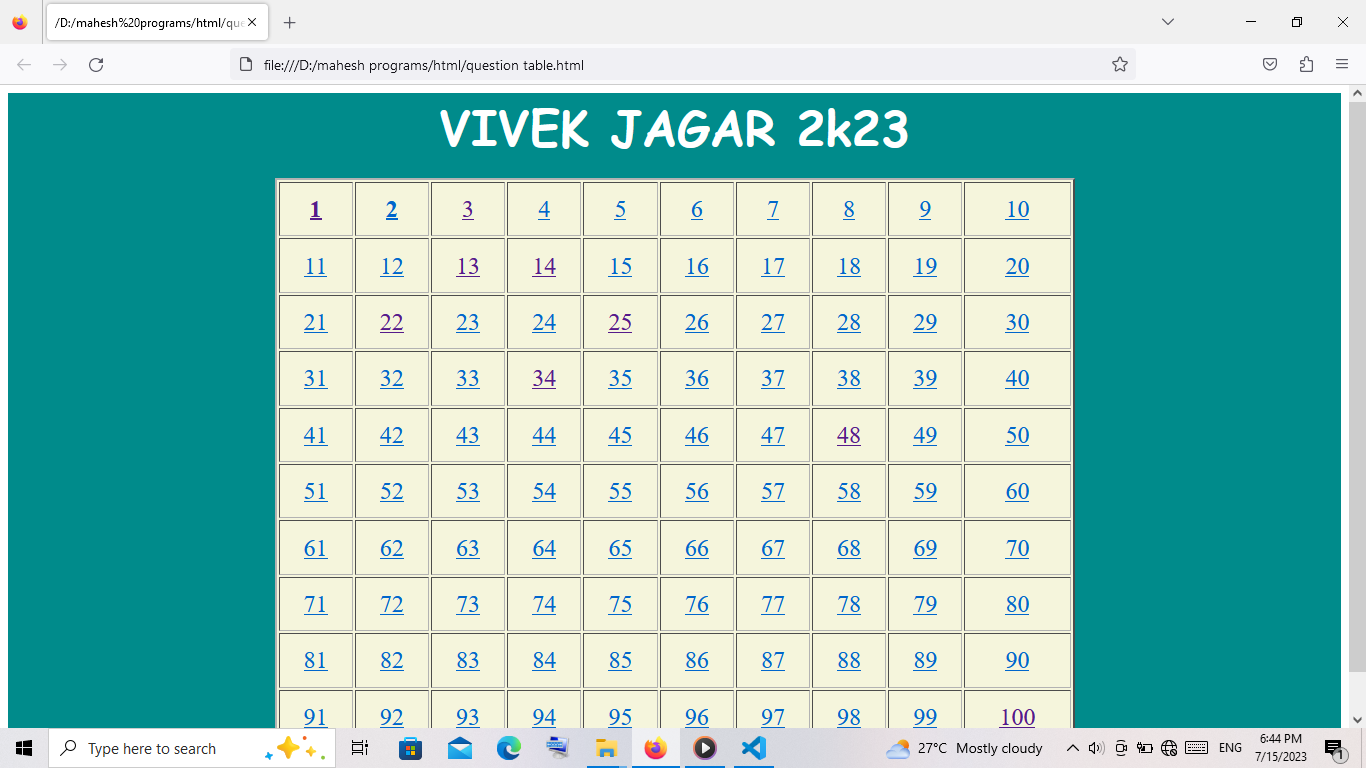 /D:/mahesh%20programs/html/que
file:///D:/mahesh programs/html/question table.html
VIVEK JAGAR 2k23
1 2 3 4 5 6 7 8 9 10
11 12 13 14 15 16 17 18 19 20
21 22 23 24 25 26 27 28 29 30
31 32 33 34 35 36 37 38 39 40
41 42 43 44 45 46 47 48 49 50
51 52 53 54 55 56 57 58 59 60
61 62 63 64 65 66 67 68 69 70
71 72 73 74 75 76 77 78 79 80
81 82 83 84 85 86 87 88 89 90
91 92 93 94 95 96 97 98 99 100
Type here to search
27°C Mostly cloudy
ENG
6:44 PM
7/15/2023
1